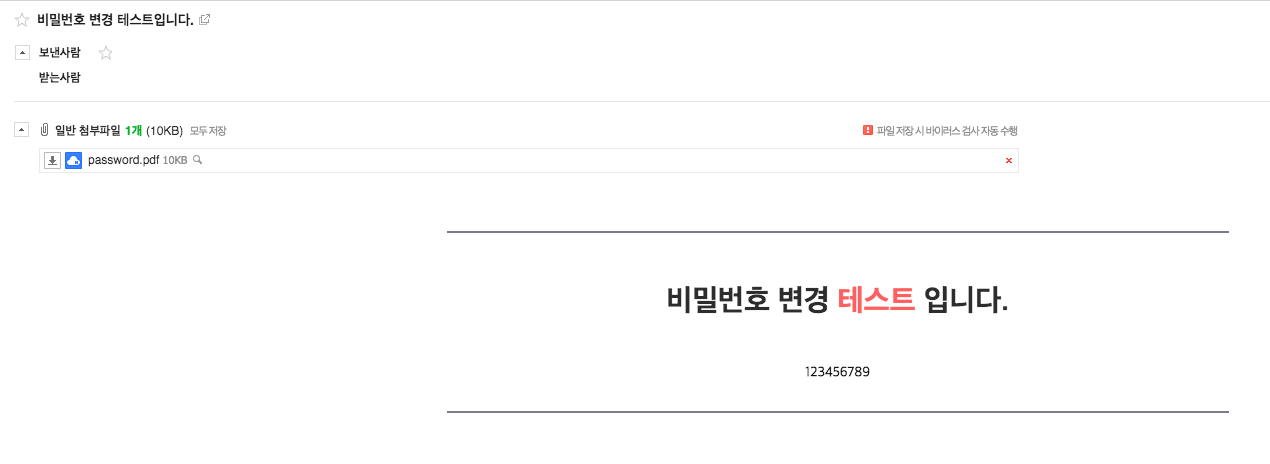 비밀번호 변경 테스트입니다.
보낸사람
받는사람
일반 첨부파일 1개 (10KB) 모두저장
파일 저장 시 바이러스 검사 자동 수행
password.pdf 10KB
비밀번호 변경 테스트 입니다.
123456789